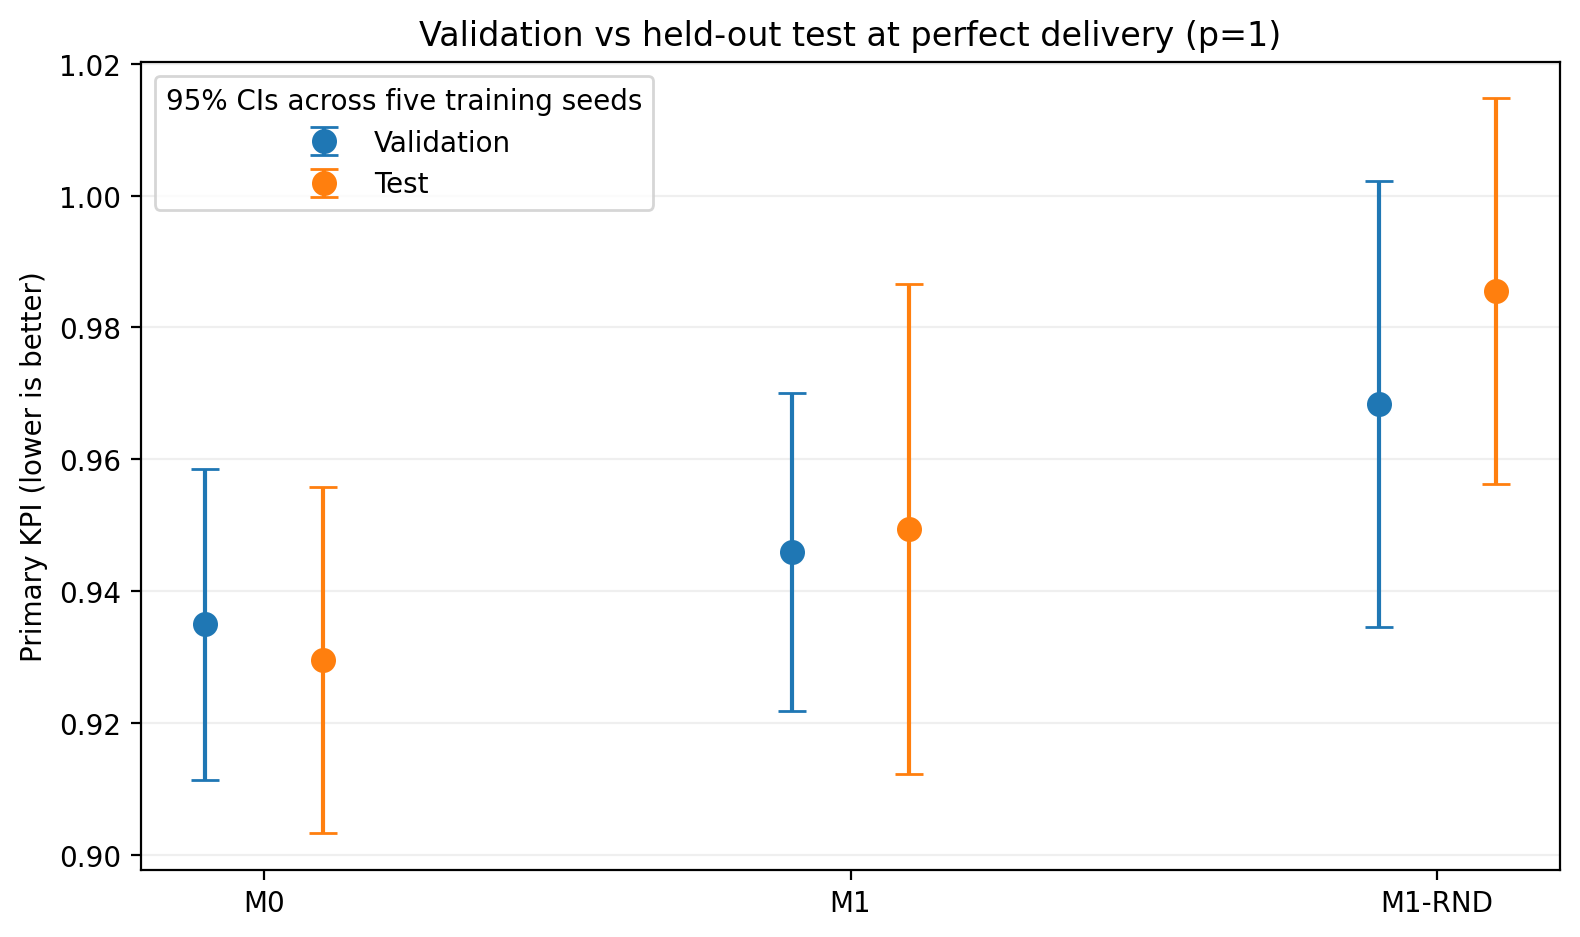 Validation vs held-out test at perfect delivery (p=1)
1.02
1.00
0.98
0.96
0.94
0.92
0.90
Primary KPI (lower is better)
95% CIs across five training seeds
Validation
Test
M0
M1
M1-RND